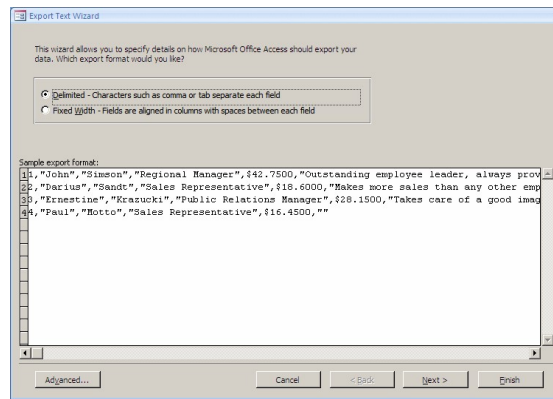 Export Text Wizard
This wizard allows you to specify details on how Microsoft Office Access should export your
data. Which export format would you like?
Delimited - Characters such as comma or tab separate each field
Fixed Width - Fields are aligned in columns with spaces between each field
Sample export format:
1 1,"John","Simson","Regional Manager",$42.7500,"Outstanding employee leader, always prov
2 2,"Darius","Sandt","Sales Representative",$18.6000,"Makes more sales than any other emp
3 3,"Ernestine","Krazucki","Public Relations Manager",$28.1500,"Takes care of a good imag
4 4,"Paul","Motto","Sales Representative",$16.4500,""
Advanced... Cancel < Back Next > Finish